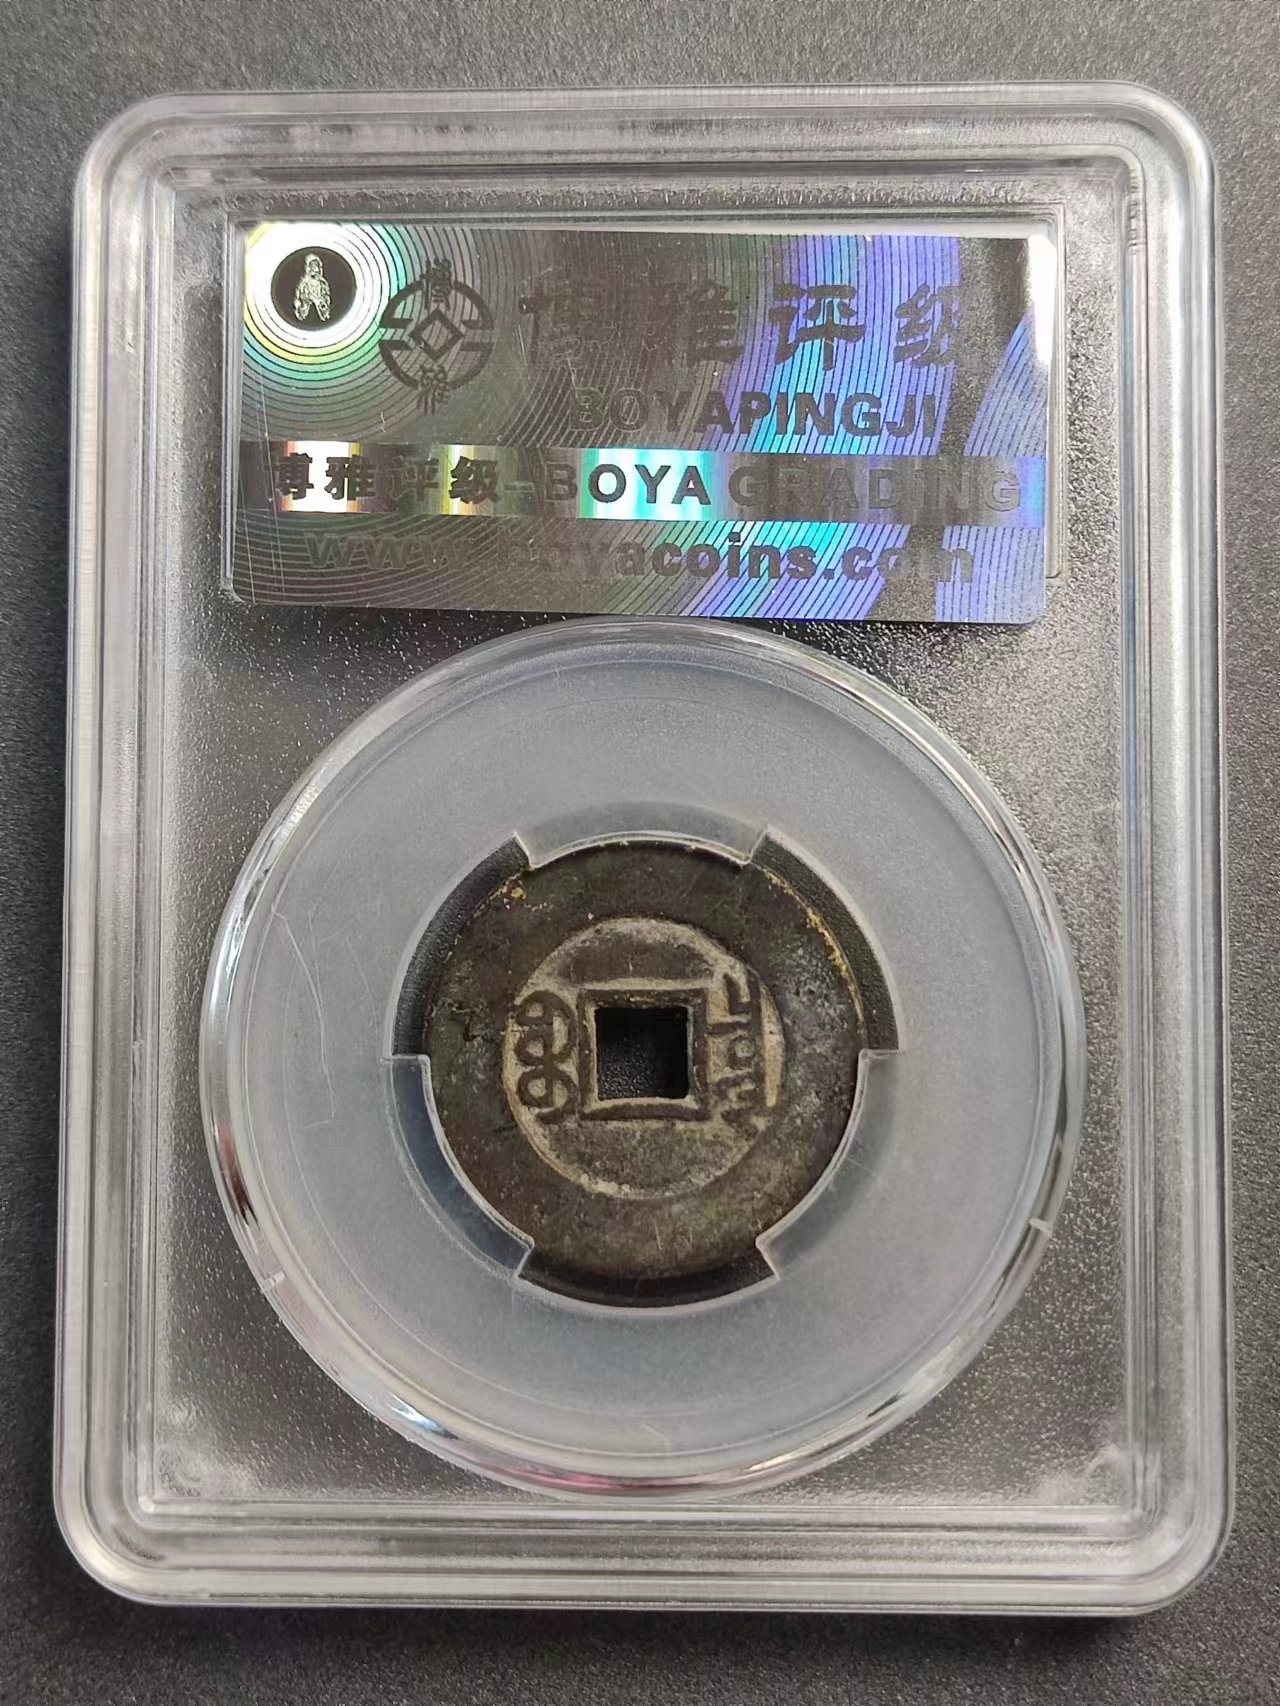 博雅评级
BOYAPINGJI
博雅评级-BOYA GRADING
www.boyacoins.com